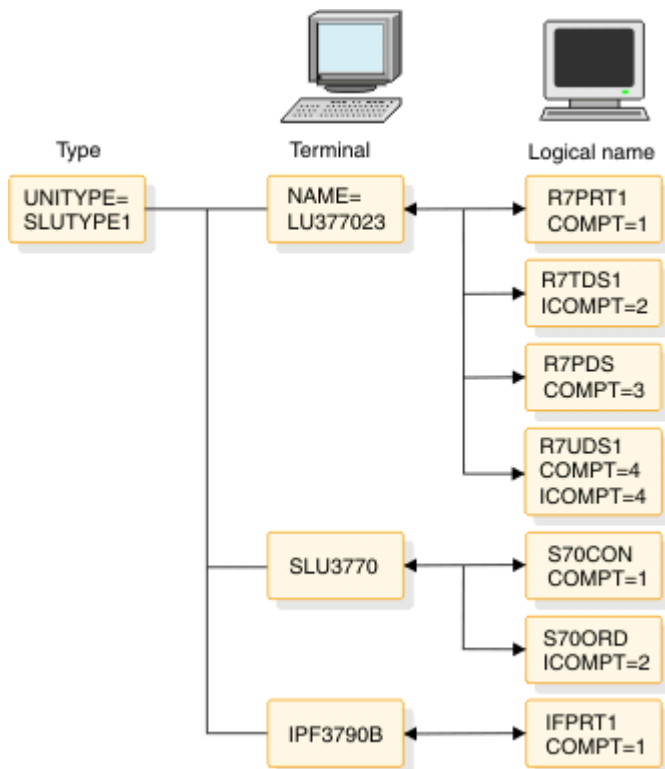 Type
Terminal
Logical name
UNITYPE=
SLUTYPE1
NAME=
LU377023
R7PRT1
COMPT=1
R7TDS1
ICOMPT=2
R7PDS
COMPT=3
R7UDS1
COMPT=4
ICOMPT=4
SLU3770
S70CON
COMPT=1
S70ORD
ICOMPT=2
IPF3790B
IFPRT1
COMPT=1